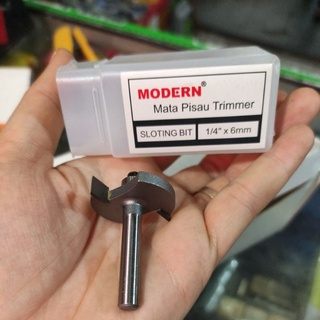 MODERN®
Mata Pisau Trimmer
SLOTING BIT 1/4" x 6mm